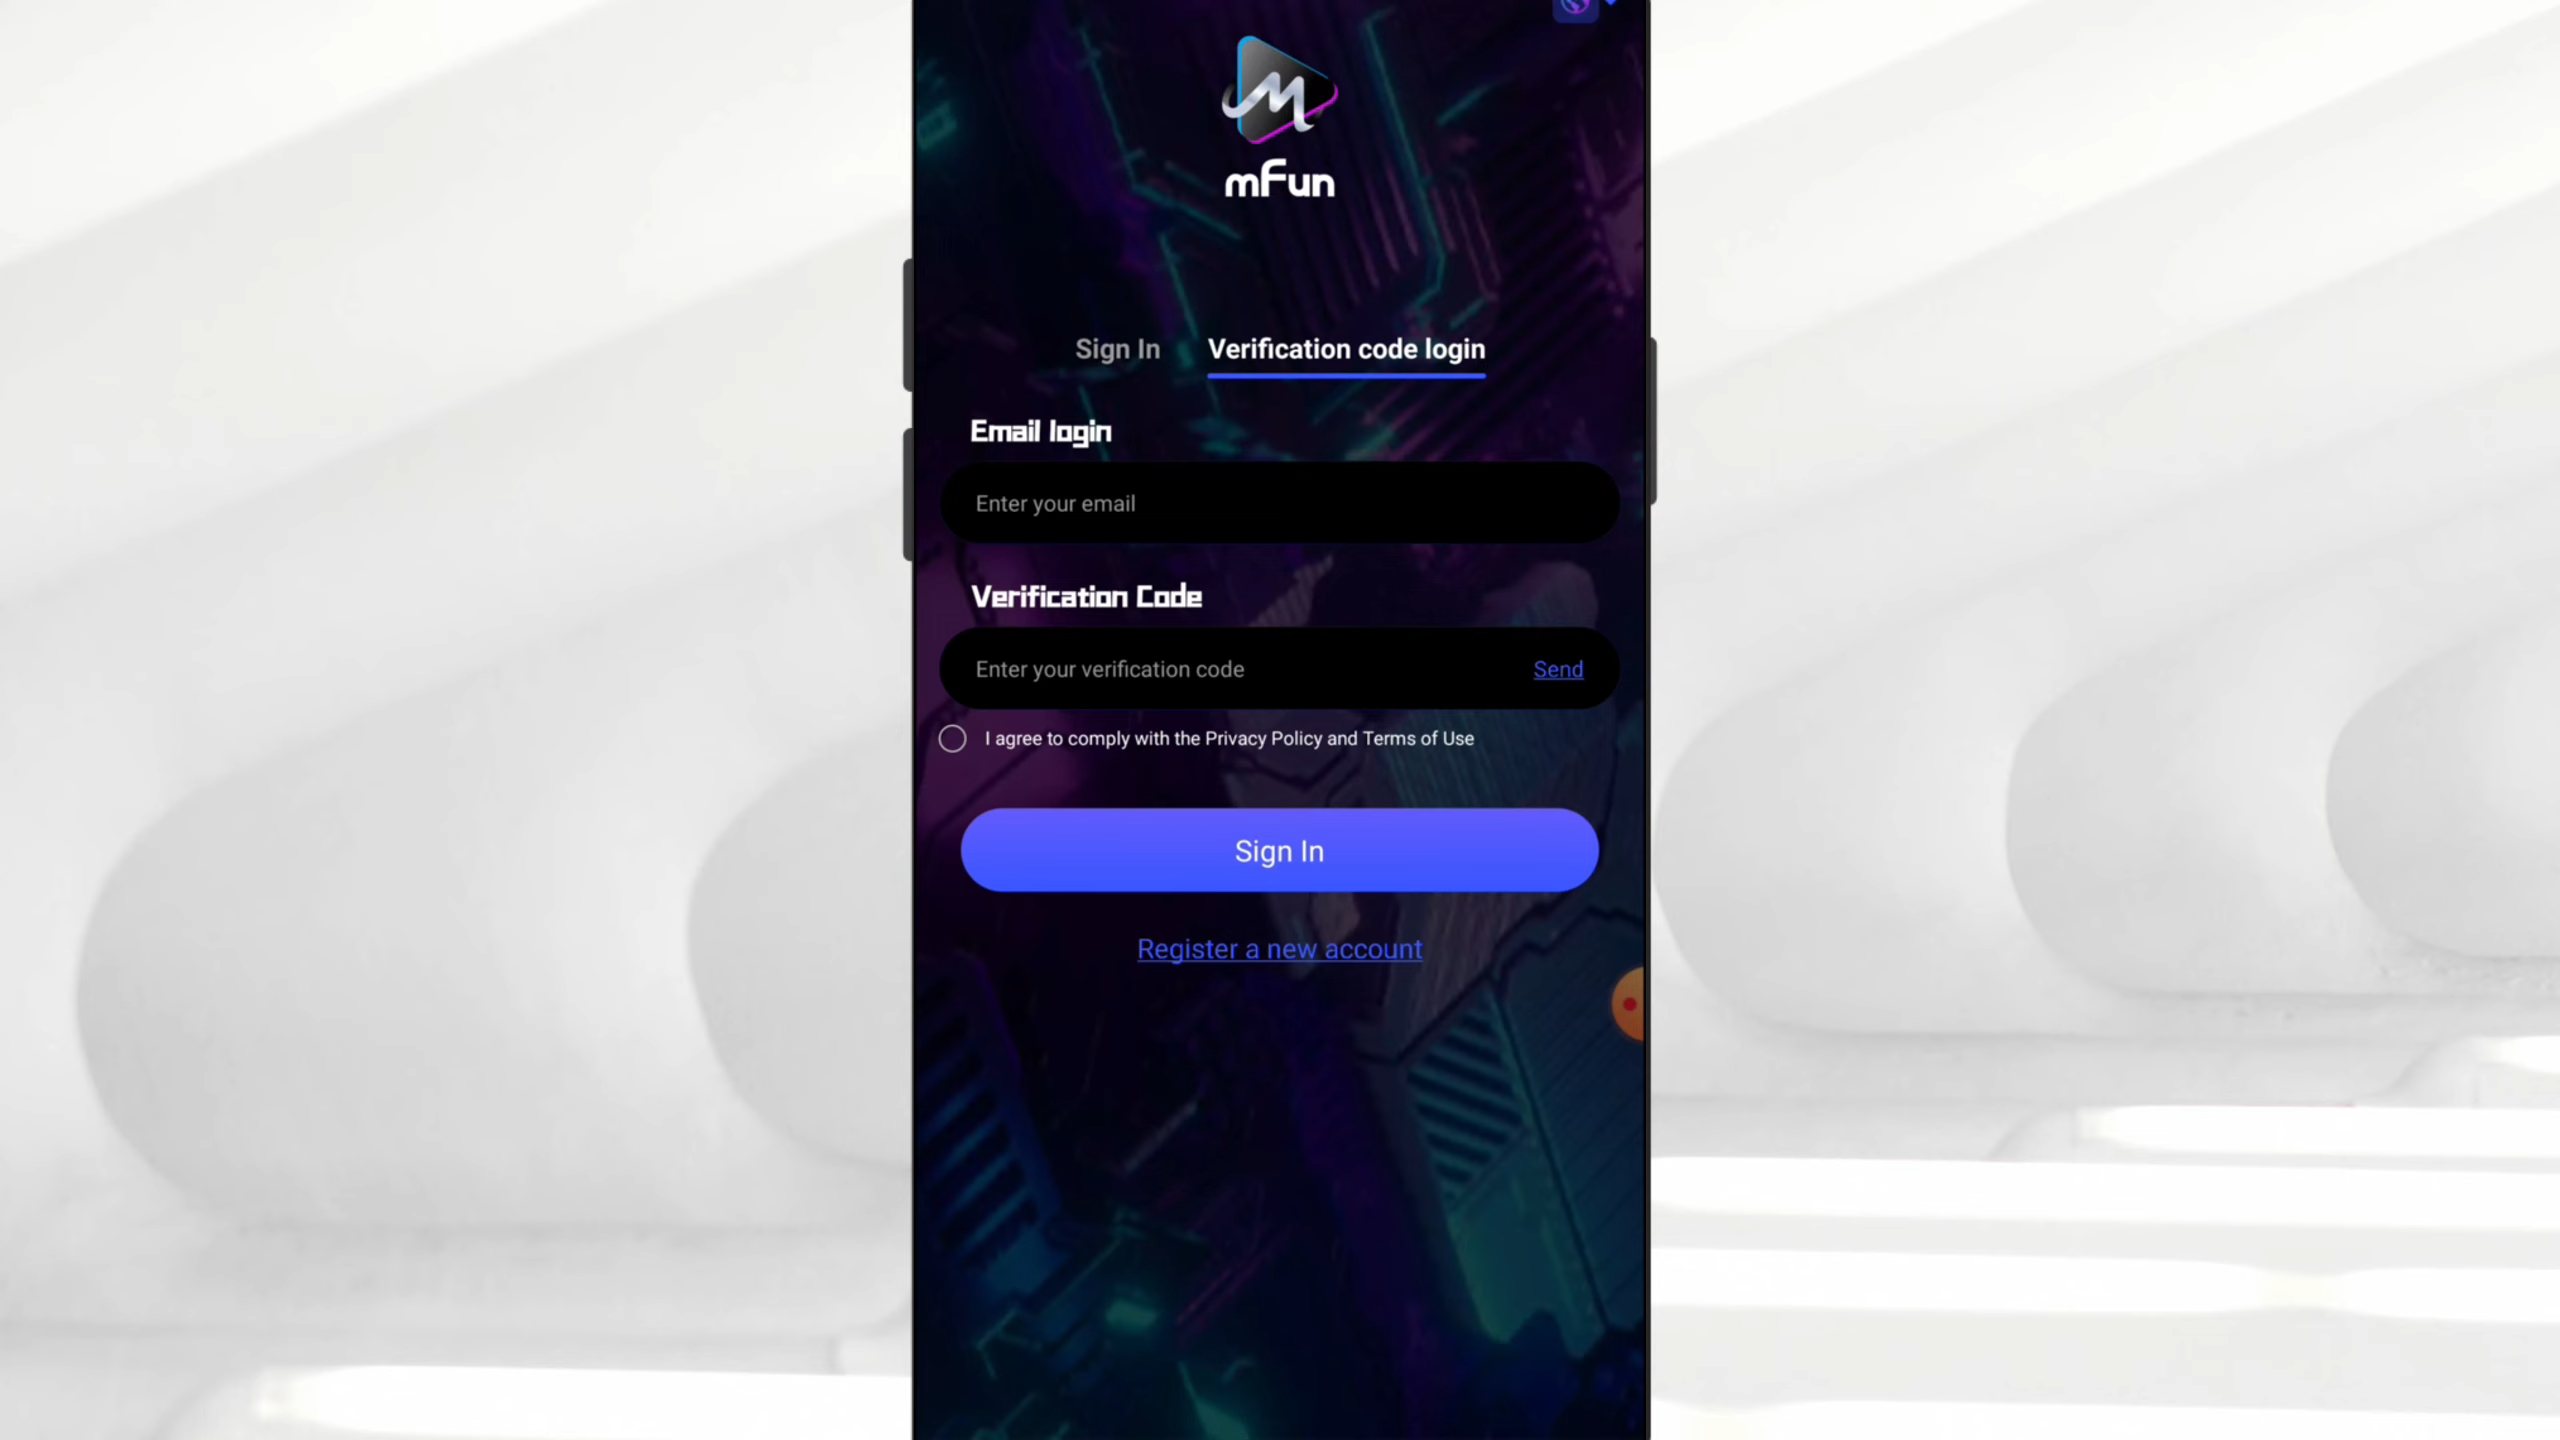 mFun
Sign In
Verification code login
Email login
Enter your email
Verification Code
Enter your verification code
Send
I agree to comply with the Privacy Policy and Terms of Use
Sign In
Register a new account